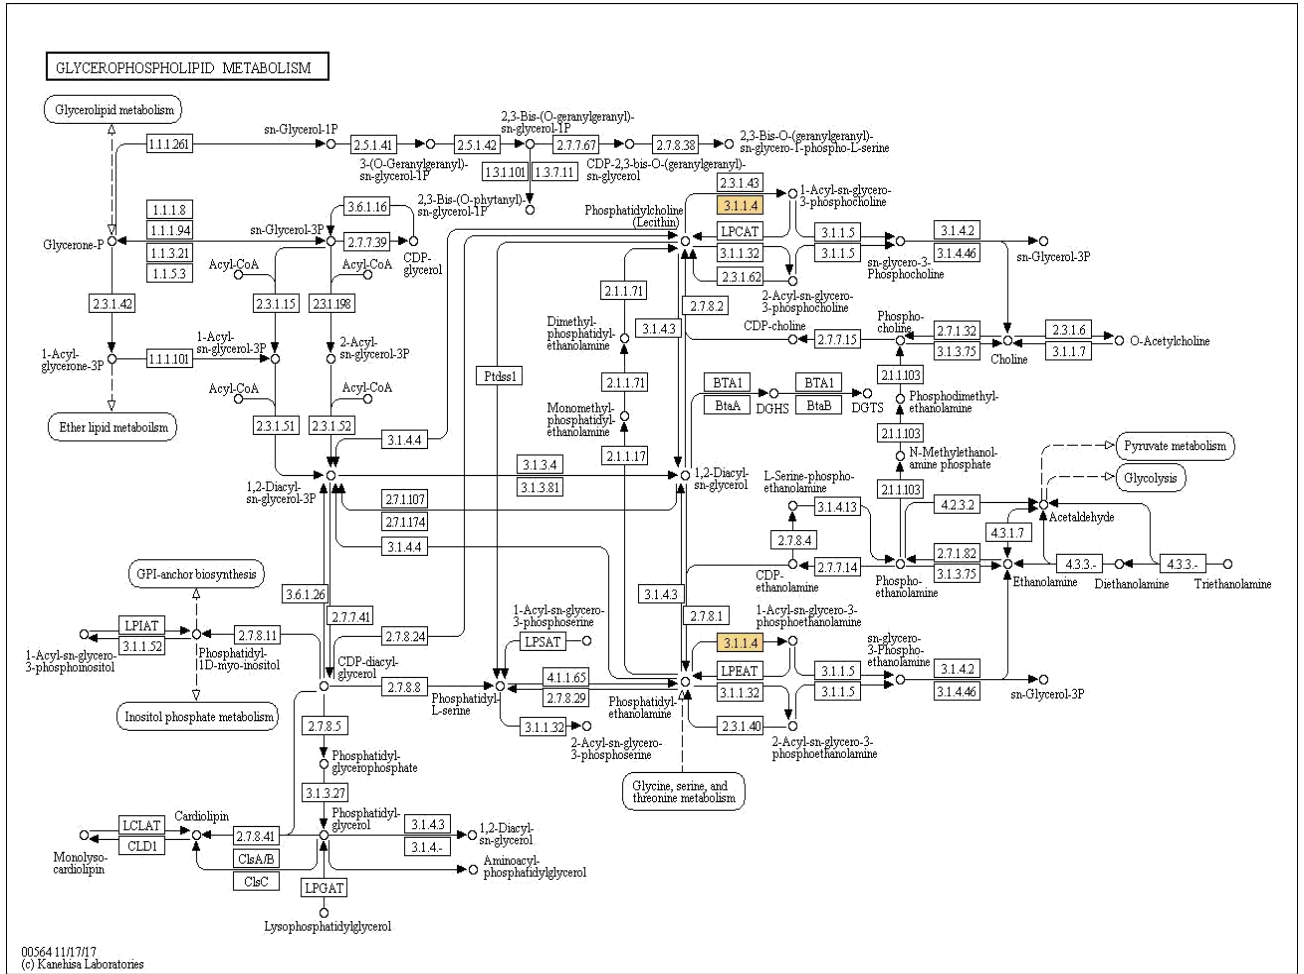 GLYCEROPHOSPHOLIPID METABOLISM
Glycerolipid metabolism
1.1.1.261
sn-Glycerol-1P
2.5.1.41
3-(O-Geranylgeranyl)-
sn-glycerol-1P
2.5.1.42
2,3-Bis-(O-geranylgeranyl)-
sn-glycerol-1P
2.7.7.67
CDP-2,3-bis-O-(geranylgeranyl)-
sn-glycerol
2.7.8.38
2,3-Bis-O-(geranylgeranyl)-
sn-glycero-1-phospho-L-serine
1.3.1.101
1.3.7.11
2,3-Bis-(O-phytanyl)-
sn-glycerol-1P
1.1.1.8
1.1.1.94
1.1.3.21
1.1.5.3
Glycerone-P
sn-Glycerol-3P
3.6.1.16
2.7.7.39
CDP-
glycerol
Phosphatidylcholine
(Lecithin)
2.3.1.43
3.1.1.4
1-Acyl-sn-glycero-
3-phosphocholine
LPCAT
3.1.1.32
2.3.1.62
2-Acyl-sn-glycero-
3-phosphocholine
3.1.1.5
3.1.1.5
sn-glycero-3-
Phosphocholine
3.1.4.2
3.1.4.46
sn-Glycerol-3P
Acyl-CoA
Acyl-CoA
2.3.1.42
2.3.1.15
2.3.1.198
2.1.1.71
2.7.8.2
3.1.4.3
CDP-choline
2.7.7.15
Phospho-
choline
2.7.1.32
3.1.3.75
Choline
2.3.1.6
3.1.1.7
O-Acetylcholine
1-Acyl-
glycerone-3P
1.1.1.101
1-Acyl-
sn-glycerol-3P
2-Acyl-
sn-glycerol-3P
Dimethyl-
phosphatidyl-
ethanolamine
Ptdss1
2.1.1.71
Acyl-CoA
Acyl-CoA
BTA1
BtaA
DGHS
BTA1
BtaB
DGTS
2.1.1.103
Phosphodimethyl-
ethanolamine
Ether lipid metaboilsm
2.3.1.51
2.3.1.52
3.1.4.4
Monomethyl-
phosphatidyl-
ethanolamine
2.1.1.17
2.1.1.103
N-Methylethanol-
amine phosphate
Pyruvate metabolism
Glycolysis
1,2-Diacyl-
sn-glycerol-3P
3.1.3.4
3.1.3.81
1,2-Diacyl-
sn-glycerol
2.7.1.107
2.7.1.174
3.1.4.4
L-Serine-phospho-
ethanolamine
3.1.4.13
2.1.1.103
4.2.3.2
Acetaldehyde
2.7.8.4
4.3.1.7
2.7.1.82
3.1.3.75
CDP-
ethanolamine
2.7.7.14
Phospho-
ethanolamine
Ethanolamine
4.3.3.-
Diethanolamine
4.3.3.-
Triethanolamine
GPI-anchor biosynthesis
3.6.1.26
2.7.7.41
3.1.4.3
2.7.8.1
LPIAT
3.1.1.52
1-Acyl-sn-glycero-
3-phosphoinositol
2.7.8.11
Phosphatidyl-
1D-myo-inositol
2.7.8.24
1-Acyl-sn-glycero-
3-phosphoserine
LPSAT
1-Acyl-sn-glycero-3-
phosphoethanolamine
3.1.1.4
LPEAT
3.1.1.32
2.3.1.40
2-Acyl-sn-glycero-3-
phosphoethanolamine
3.1.1.5
3.1.1.5
sn-glycero-
3-Phospho-
ethanolamine
3.1.4.2
3.1.4.46
sn-Glycerol-3P
CDP-diacyl-
glycerol
2.7.8.8
Phosphatidyl-
L-serine
4.1.1.65
2.7.8.29
Phosphatidyl-
ethanolamine
Inositol phosphate metabolism
2.7.8.5
3.1.1.32
2-Acyl-sn-glycero-
3-phosphoserine
Phosphatidyl-
glycerophosphate
3.1.3.27
Glycine, serine, and
threonine metabolism
LCLAT
CLD1
Monolyso-
cardiolipin
Cardiolipin
2.7.8.41
ClsA/B
ClsC
Phosphatidyl-
glycerol
3.1.4.3
3.1.4.-
1,2-Diacyl-
sn-glycerol
Aminoacyl-
phosphatidylglycerol
LPGAT
Lysophosphatidylglycerol
00564 11/17/17
(c) Kanehisa Laboratories